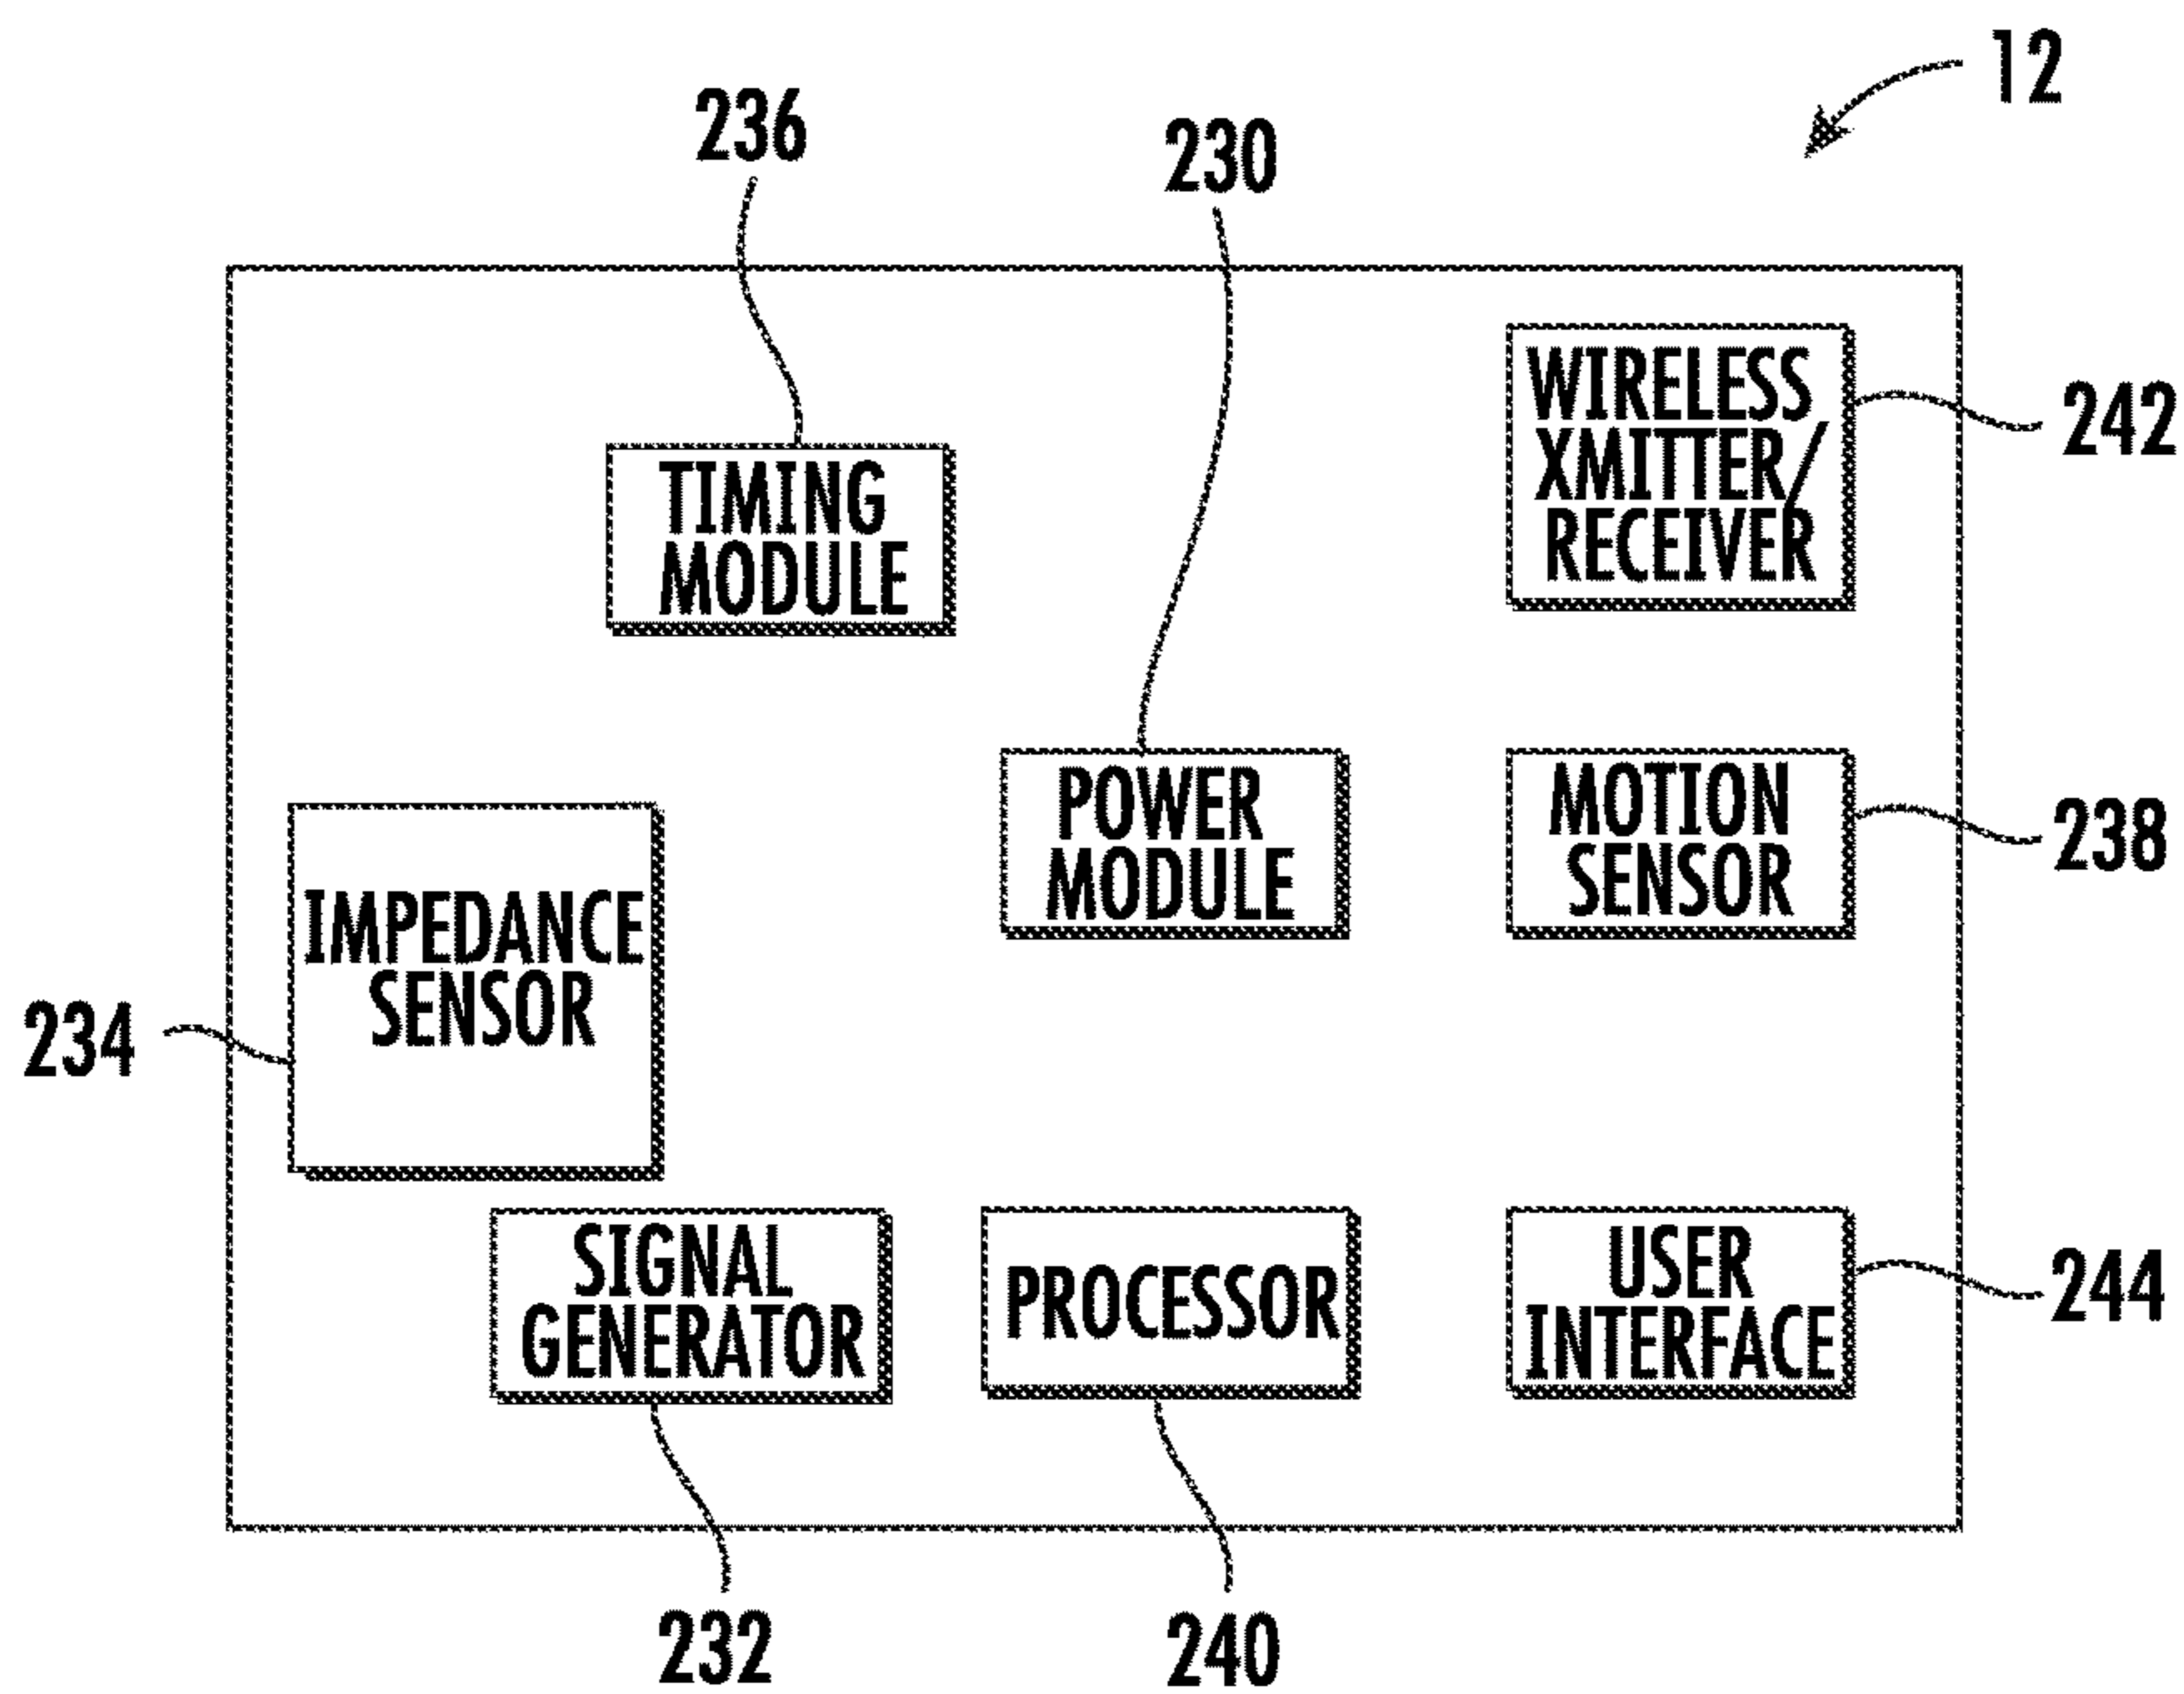 12
236
230
WIRELESS
XMITTER/
RECEIVER
242
TIMING
MODULE
POWER
MODULE
MOTION
SENSOR
238
IMPEDANCE
SENSOR
234
SIGNAL
GENERATOR
PROCESSOR
USER
INTERFACE
244
232
240